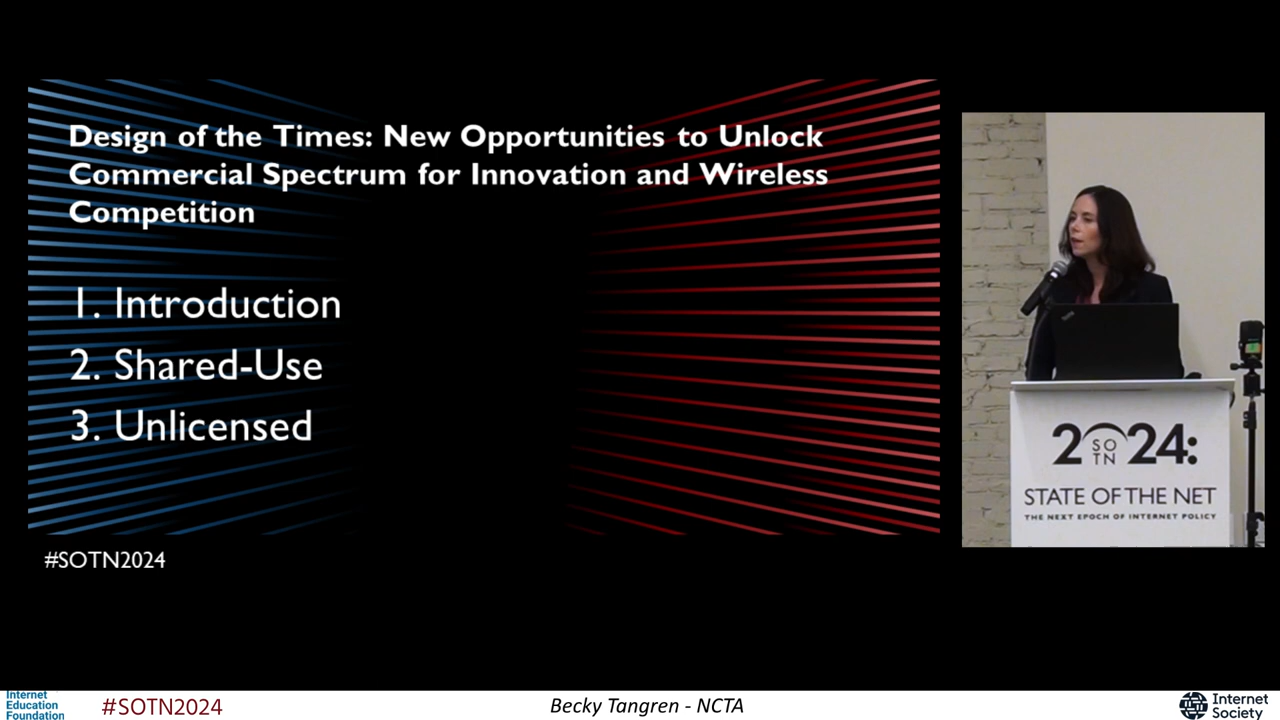 Design of the Times: New Opportunities to Unlock
Commercial Spectrum for Innovation and Wireless
Competition
1. Introduction
2. Shared-Use
3. Unlicensed
#SOTN2024
2024:
SO
TN
STATE OF THE NET
THE NEXT EPOCH OF INTERNET POLICY
Internet
Education
Foundation
#SOTN2024
Becky Tangren - NCTA
Internet
Society